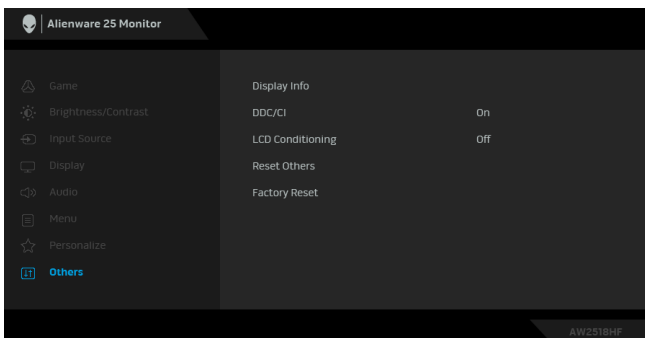 Alienware 25 Monitor
Game
Display Info
Brightness/Contrast
DDC/CI On
Input Source
LCD Conditioning Off
Display
Reset Others
Audio
Factory Reset
Menu
Personalize
Others
AW2518HF